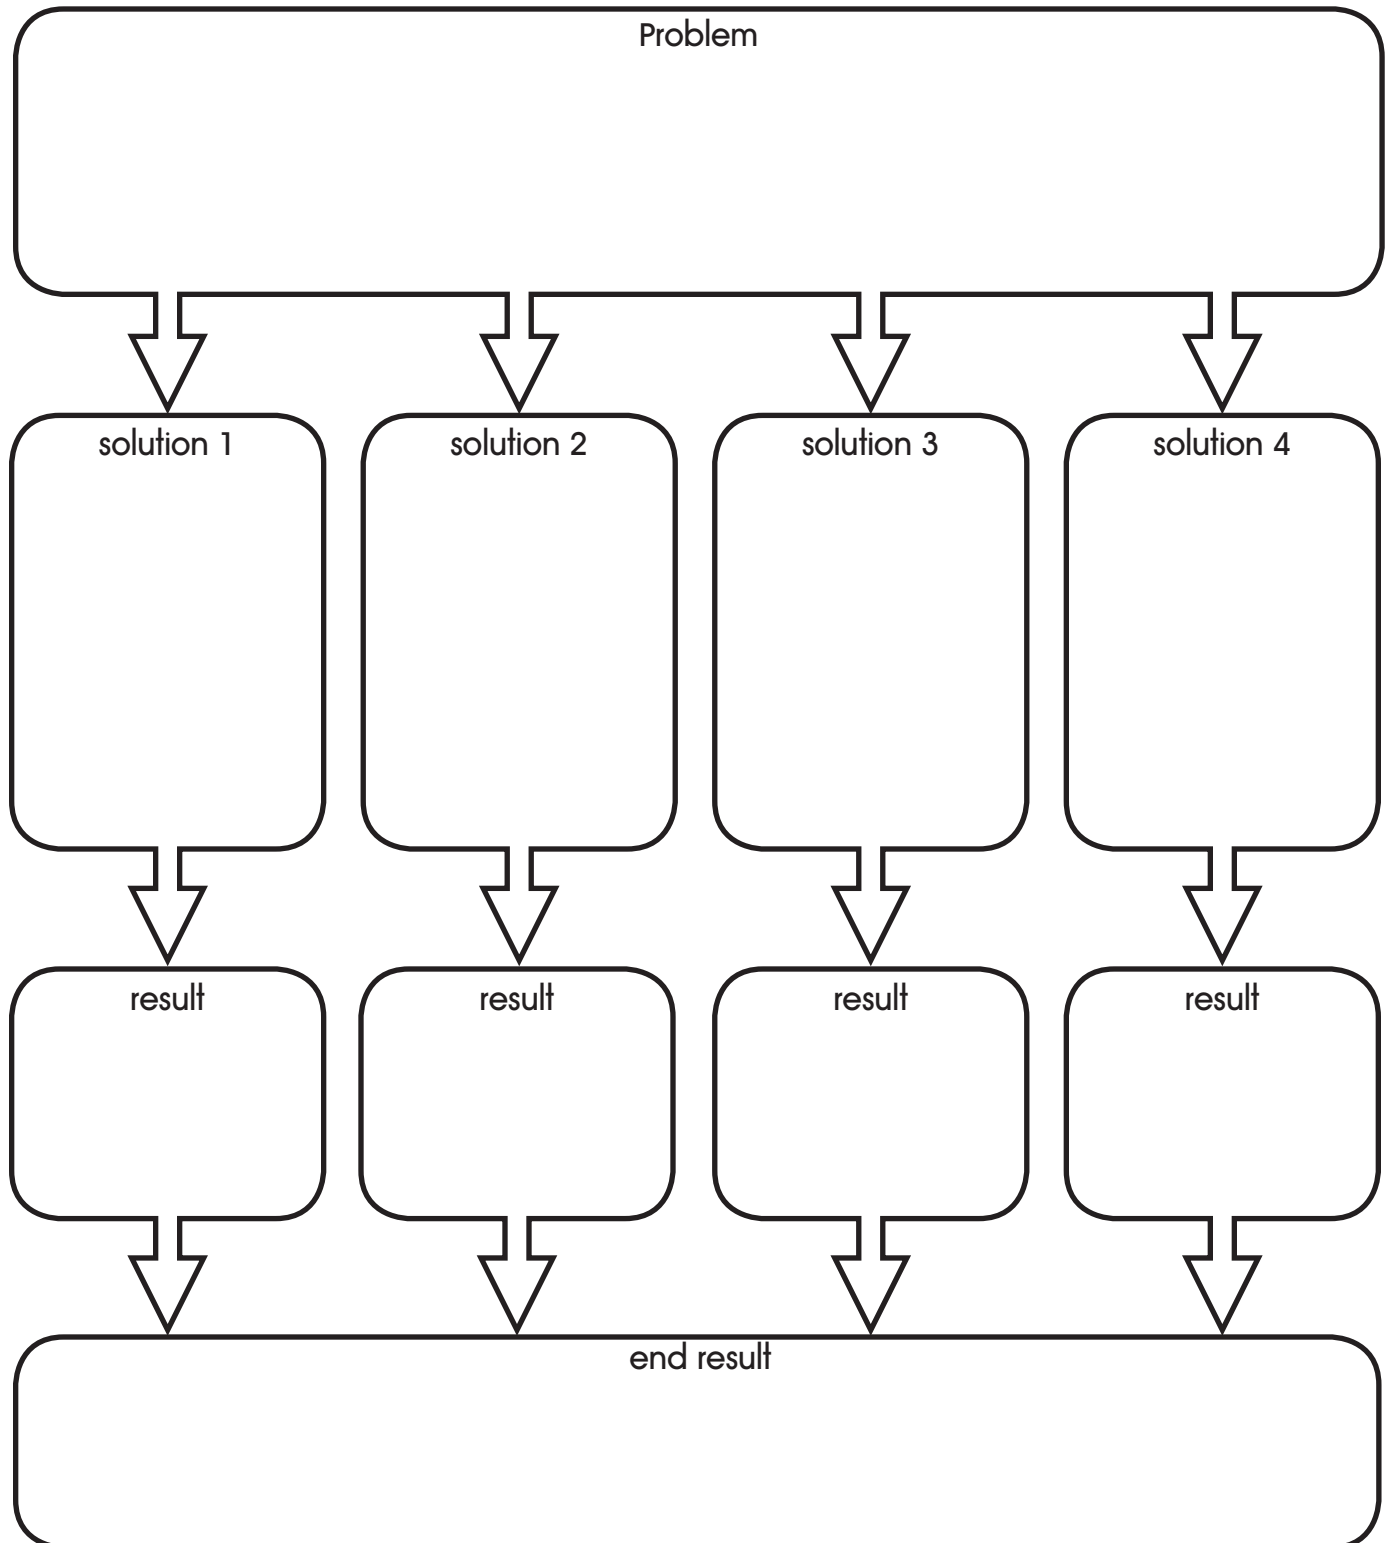 Problem
solution 1
solution 2
solution 3
solution 4
result
result
result
result
end result